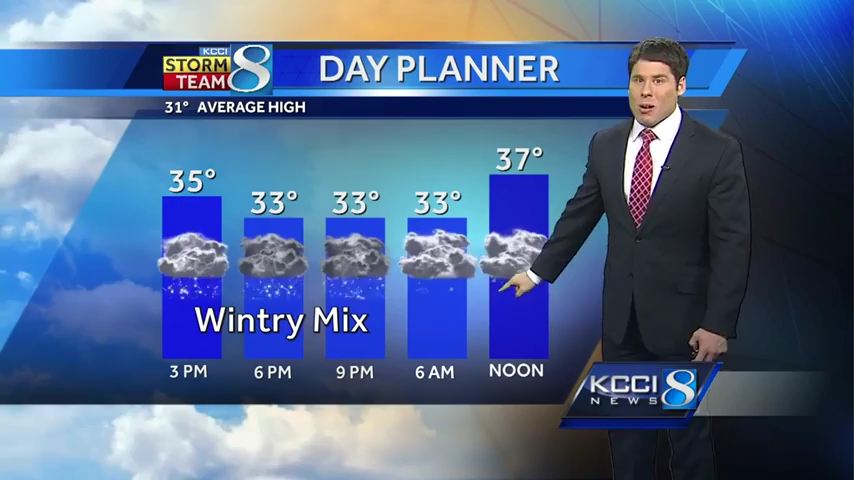 KCCI
STORM
TEAM 8
DAY PLANNER
31° AVERAGE HIGH
35°
33°
33°
33°
37°
Wintry Mix
3 PM
6 PM
9 PM
6 AM
NOON
KCCI 8
NEWS